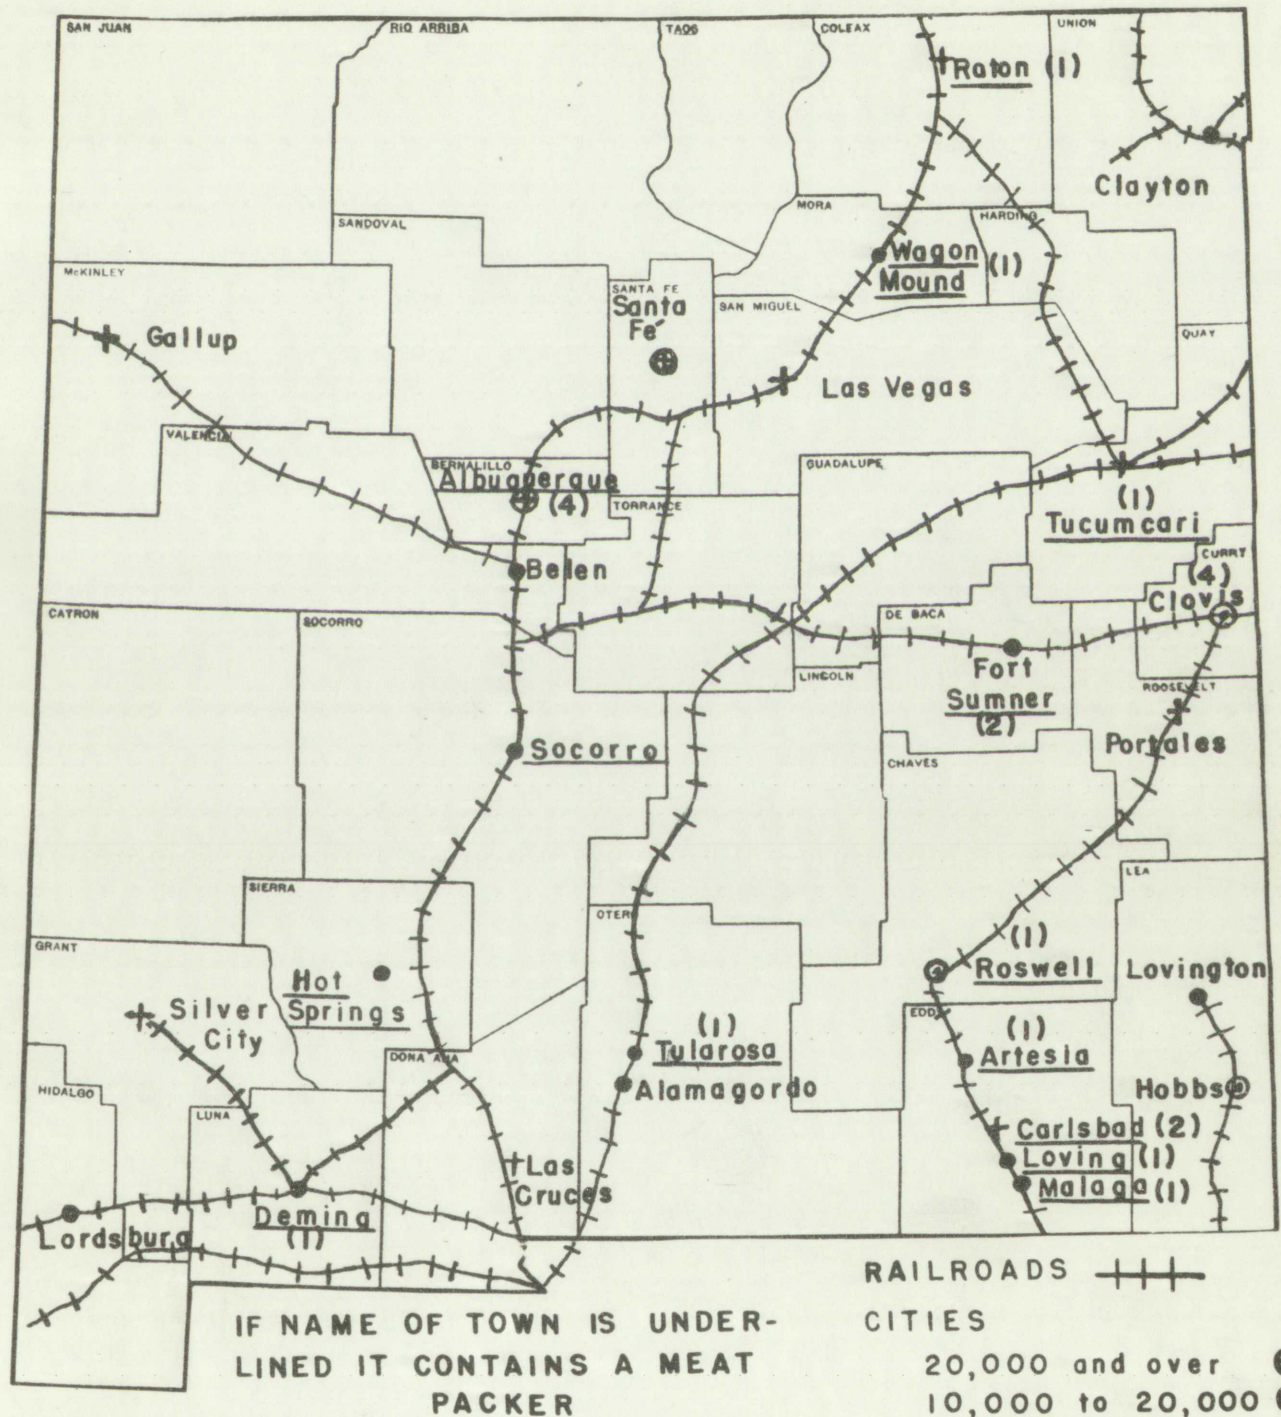 SAN JUAN
RIO ARRIBA
TAOS
COLFAX
UNION
Raton (1)
Clayton
MORA
HARDING
SANDOVAL
Wagon
Mound (1)
McKINLEY
SANTA FE
Santa
Fé
SAN MIGUEL
QUAY
Gallup
Las Vegas
VALENCIA
BERNALILLO
Albuquerque
(4)
GUADALUPE
TORRANCE
(1)
Tucumcari
CURRY
(4)
Clovis
Belen
CATRON
SOCORRO
DE BACA
LINCOLN
Fort
Sumner
(2)
ROOSEVELT
Portales
Socorro
CHAVES
SIERRA
LEA
OTERO
GRANT
(1)
Roswell
Lovington
Hot
Springs
Silver
City
EDDY
(1)
Artesia
(1)
Tularosa
DONA ANA
Alamagordo
Hobbs
HIDALGO
LUNA
Carlsbad (2)
Loving (1)
Malaga (1)
Las
Cruces
Deming
(1)
Lordsburg
RAILROADS
CITIES
20,000 and over
10,000 to 20,000
IF NAME OF TOWN IS UNDER-
LINED IT CONTAINS A MEAT
PACKER